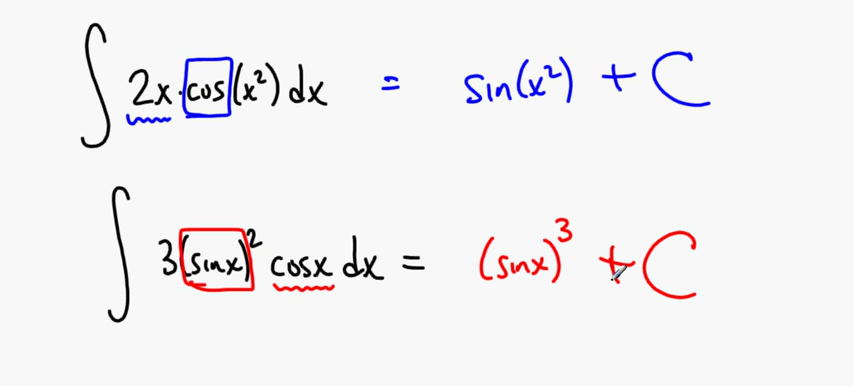 ∫ 2x·cos(x²) dx = sin(x²) + C
∫ 3(sinx)² cosx dx = (sinx)³ + C